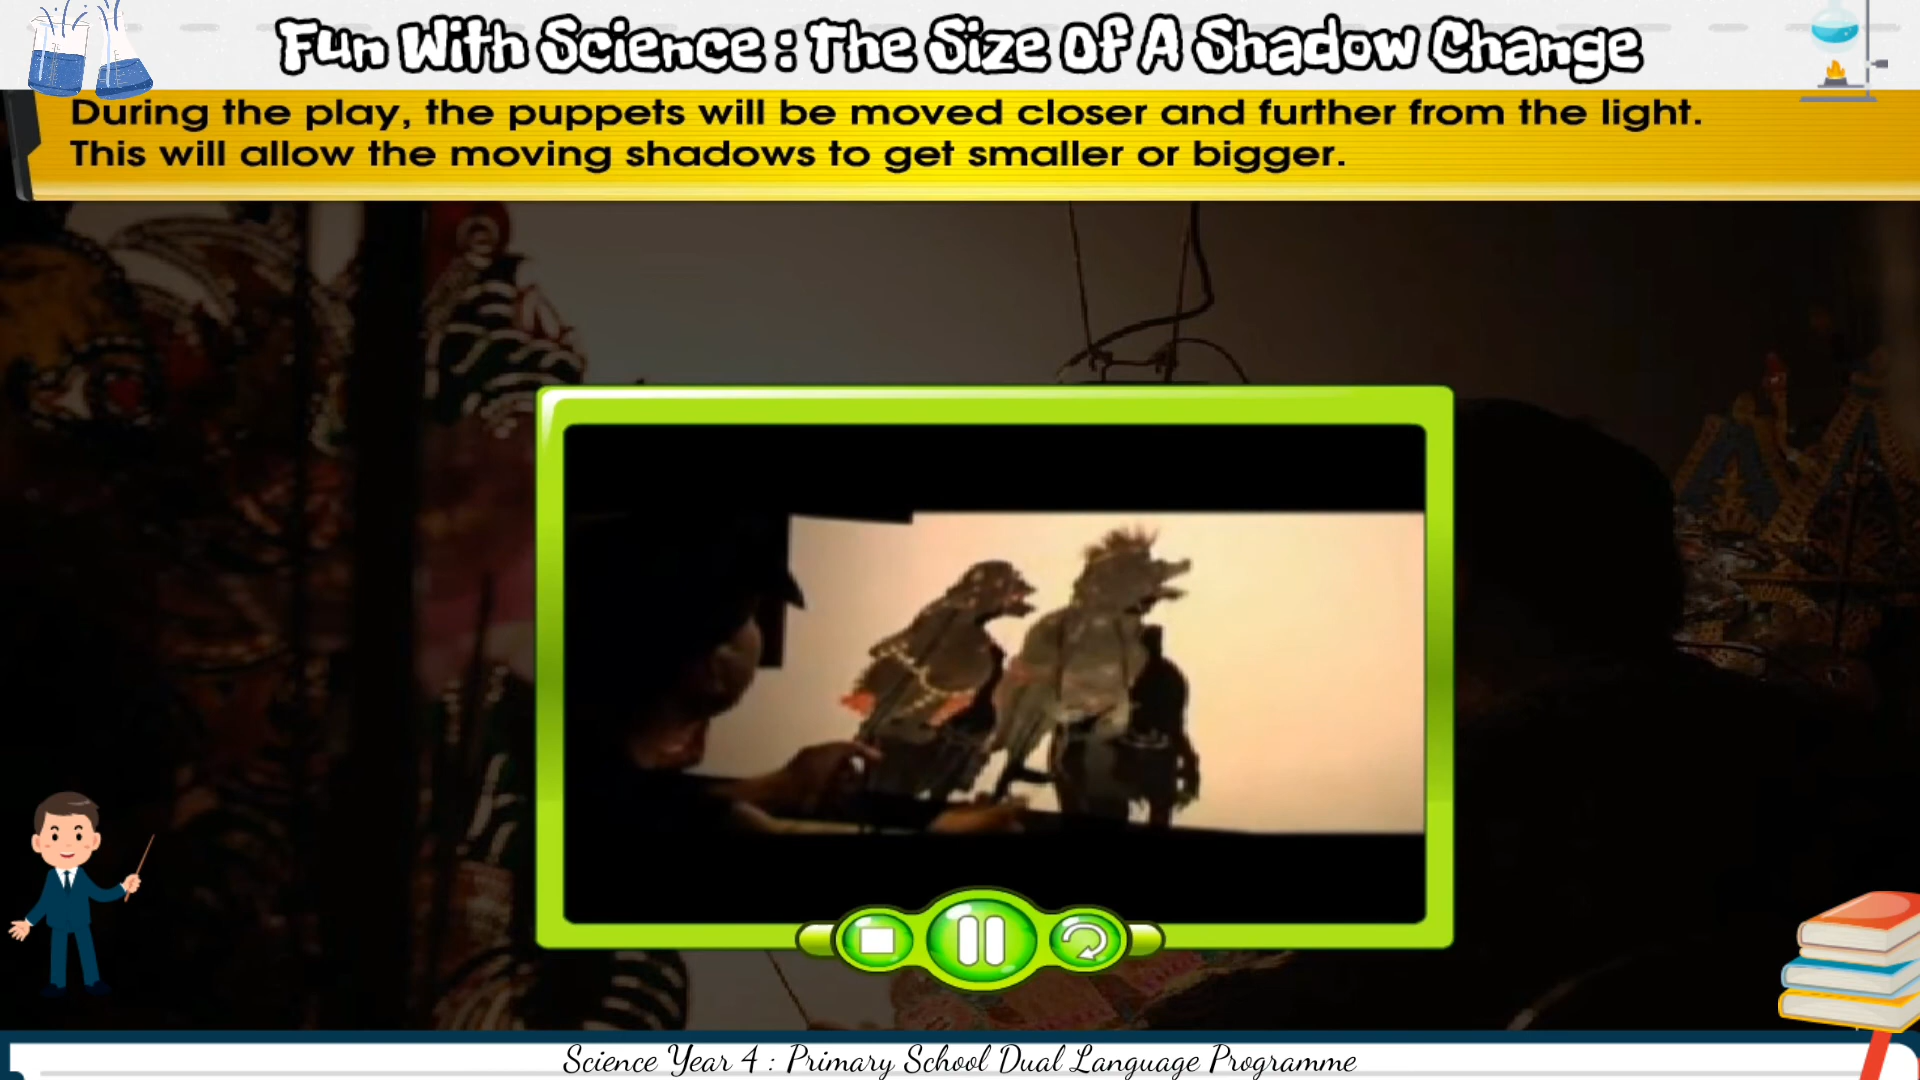 Fun With Science : The Size Of A Shadow Change
During the play, the puppets will be moved closer and further from the light.
This will allow the moving shadows to get smaller or bigger.
Science Year 4 : Primary School Dual Language Programme